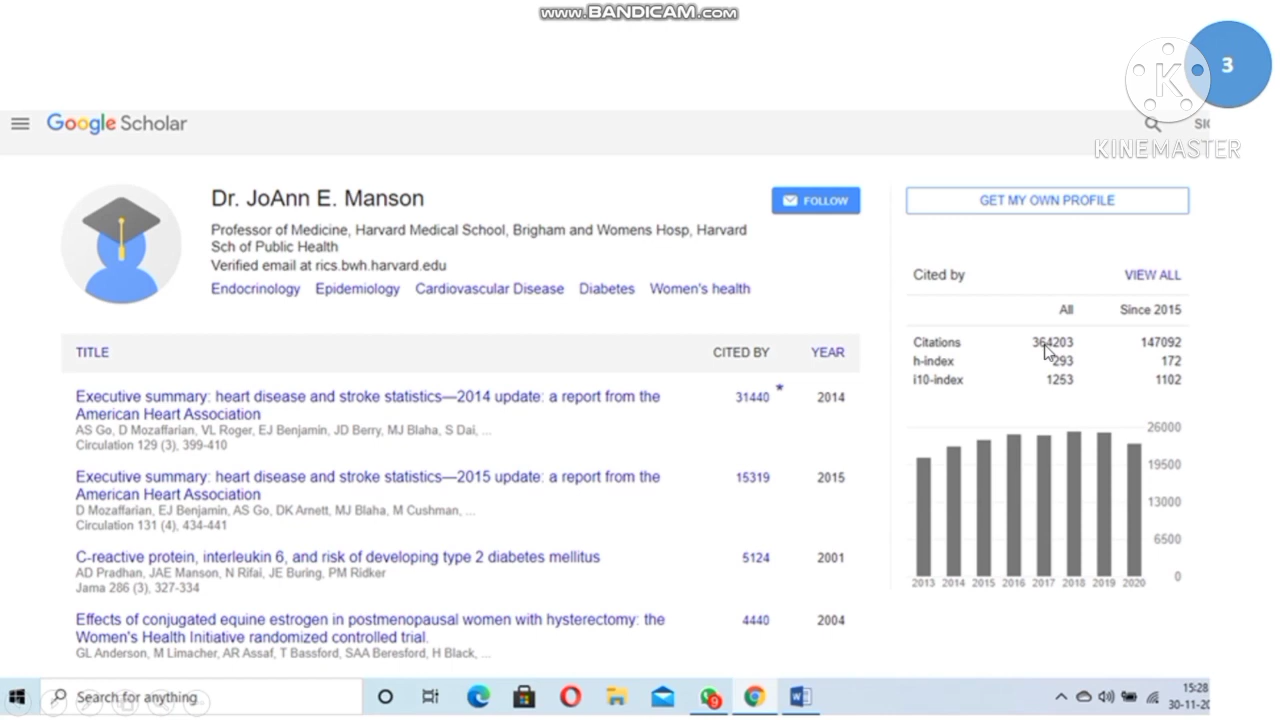 www.BANDICAM.com
3
K
KINEMASTER
Google Scholar
Dr. JoAnn E. Manson
FOLLOW
GET MY OWN PROFILE
Professor of Medicine, Harvard Medical School, Brigham and Womens Hosp, Harvard
Sch of Public Health
Verified email at rics.bwh.harvard.edu
Endocrinology Epidemiology Cardiovascular Disease Diabetes Women's health
Cited by VIEW ALL
All Since 2015
Citations 364203 147092
h-index 293 172
i10-index 1253 1102
26000
19500
13000
6500
0
2013 2014 2015 2016 2017 2018 2019 2020
TITLE CITED BY YEAR
Executive summary: heart disease and stroke statistics—2014 update: a report from the 31440 * 2014
American Heart Association
AS Go, D Mozaffarian, VL Roger, EJ Benjamin, JD Berry, MJ Blaha, S Dai, ...
Circulation 129 (3), 399-410
Executive summary: heart disease and stroke statistics—2015 update: a report from the 15319 2015
American Heart Association
D Mozaffarian, EJ Benjamin, AS Go, DK Arnett, MJ Blaha, M Cushman, ...
Circulation 131 (4), 434-441
C-reactive protein, interleukin 6, and risk of developing type 2 diabetes mellitus 5124 2001
AD Pradhan, JAE Manson, N Rifai, JE Buring, PM Ridker
Jama 286 (3), 327-334
Effects of conjugated equine estrogen in postmenopausal women with hysterectomy: the 4440 2004
Women's Health Initiative randomized controlled trial.
GL Anderson, M Limacher, AR Assaf, T Bassford, SAA Beresford, H Black, ...
Search for anything
9
15:28
30-11-20